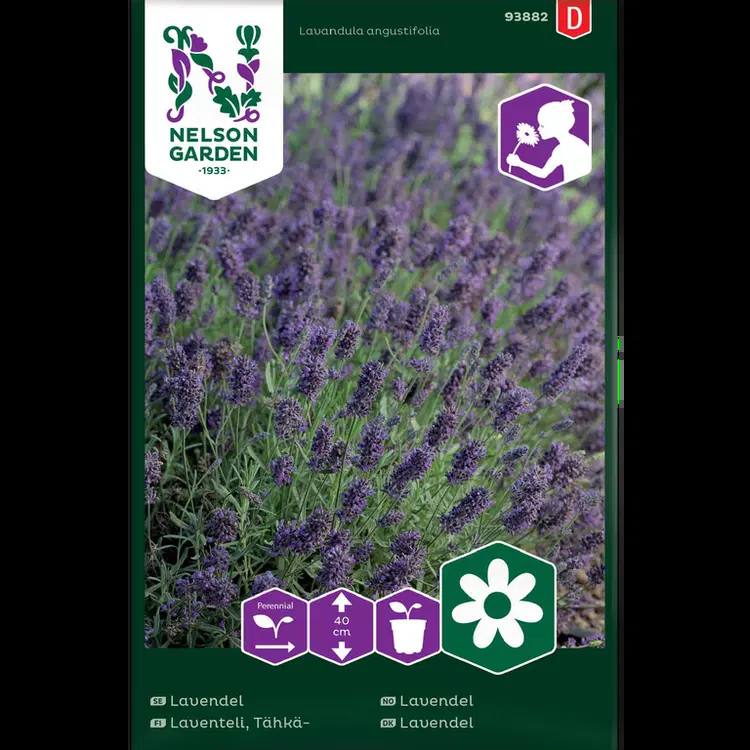 Lavandula angustifolia
93882 D
NELSON
GARDEN
·1933·
Perennial
40
cm
SE Lavendel
NO Lavendel
FI Laventeli, Tähkä-
DK Lavendel